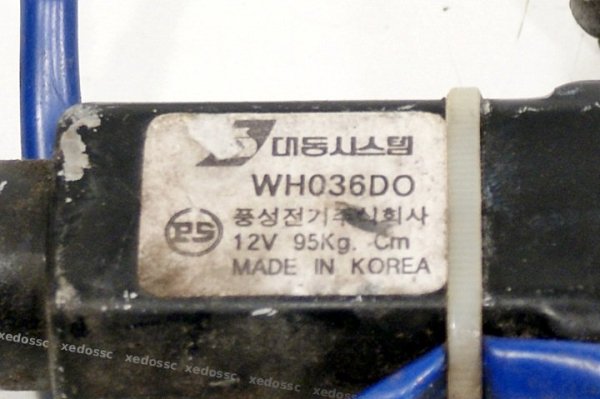 대동시스템
WH036DO
PS 풍성전기주식회사
12V 95Kg. Cm
MADE IN KOREA
xedossc xedossc xedossc xedossc xedossc xedossc